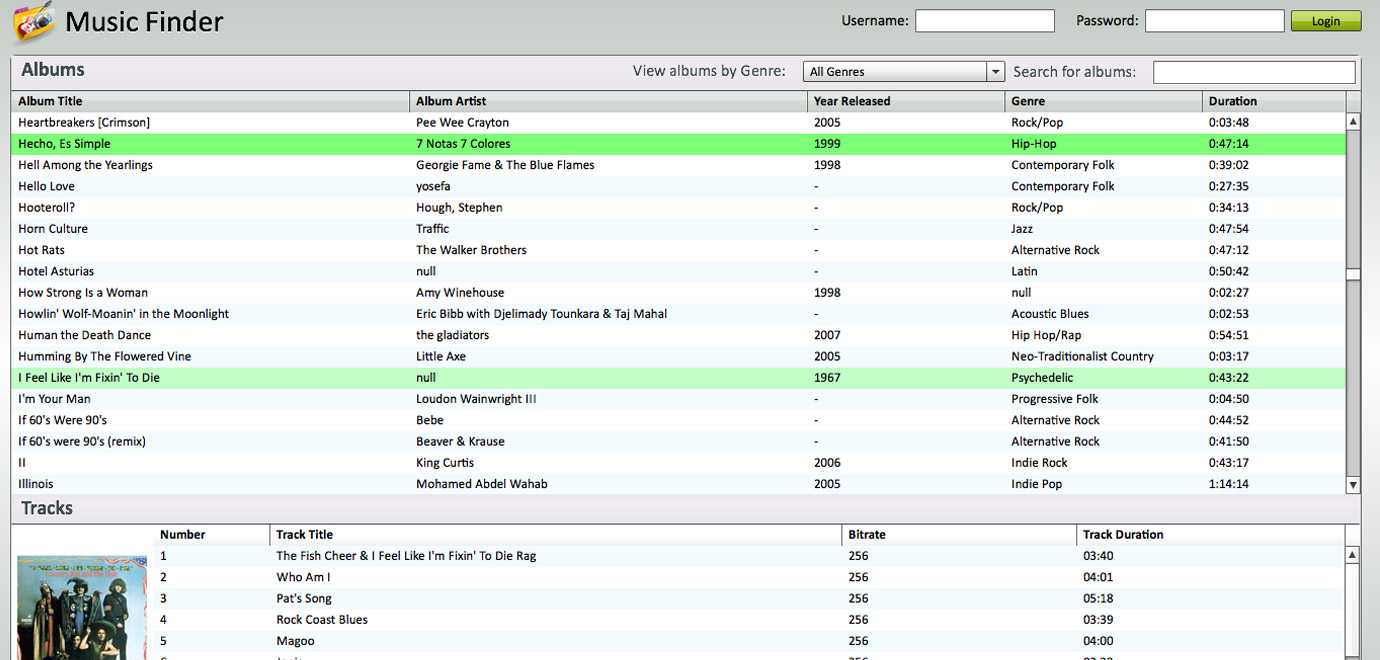 Music Finder Username: Password: Login
Albums View albums by Genre: All Genres Search for albums:
Album Title Album Artist Year Released Genre Duration
Heartbreakers [Crimson] Pee Wee Crayton 2005 Rock/Pop 0:03:48
Hecho, Es Simple 7 Notas 7 Colores 1999 Hip-Hop 0:47:14
Hell Among the Yearlings Georgie Fame & The Blue Flames 1998 Contemporary Folk 0:39:02
Hello Love yosefa - Contemporary Folk 0:27:35
Hooteroll? Hough, Stephen - Rock/Pop 0:34:13
Horn Culture Traffic - Jazz 0:47:54
Hot Rats The Walker Brothers - Alternative Rock 0:47:12
Hotel Asturias null - Latin 0:50:42
How Strong Is a Woman Amy Winehouse 1998 null 0:02:27
Howlin' Wolf-Moanin' in the Moonlight Eric Bibb with Djelimady Tounkara & Taj Mahal - Acoustic Blues 0:02:53
Human the Death Dance the gladiators 2007 Hip Hop/Rap 0:54:51
Humming By The Flowered Vine Little Axe 2005 Neo-Traditionalist Country 0:03:17
I Feel Like I'm Fixin' To Die null 1967 Psychedelic 0:43:22
I'm Your Man Loudon Wainwright III - Progressive Folk 0:04:50
If 60's Were 90's Bebe - Alternative Rock 0:44:52
If 60's were 90's (remix) Beaver & Krause - Alternative Rock 0:41:50
II King Curtis 2006 Indie Rock 0:43:17
Illinois Mohamed Abdel Wahab 2005 Indie Pop 1:14:14
Tracks
Number Track Title Bitrate Track Duration
1 The Fish Cheer & I Feel Like I'm Fixin' To Die Rag 256 03:40
2 Who Am I 256 04:01
3 Pat's Song 256 05:18
4 Rock Coast Blues 256 03:39
5 Magoo 256 04:00